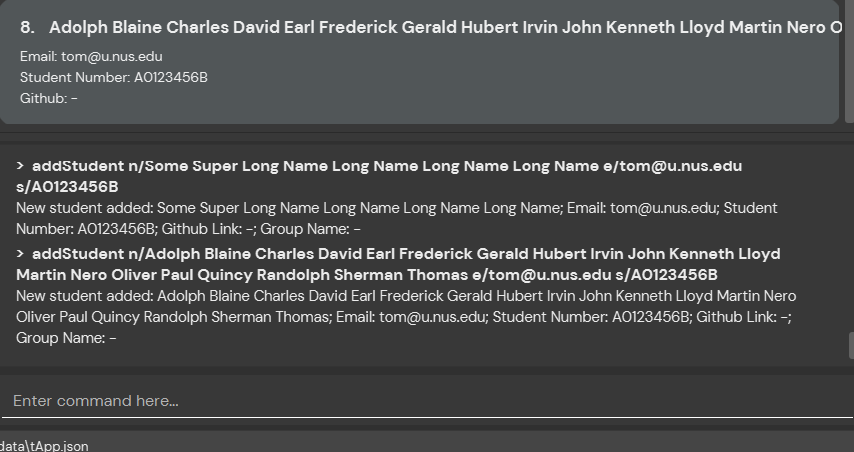 8. Adolph Blaine Charles David Earl Frederick Gerald Hubert Irvin John Kenneth Lloyd Martin Nero O
Email: tom@u.nus.edu
Student Number: A0123456B
Github: -
> addStudent n/Some Super Long Name Long Name Long Name Long Name e/tom@u.nus.edu
s/A0123456B
New student added: Some Super Long Name Long Name Long Name Long Name; Email: tom@u.nus.edu; Student
Number: A0123456B; Github Link: -; Group Name: -
> addStudent n/Adolph Blaine Charles David Earl Frederick Gerald Hubert Irvin John Kenneth Lloyd
Martin Nero Oliver Paul Quincy Randolph Sherman Thomas e/tom@u.nus.edu s/A0123456B
New student added: Adolph Blaine Charles David Earl Frederick Gerald Hubert Irvin John Kenneth Lloyd Martin Nero
Oliver Paul Quincy Randolph Sherman Thomas; Email: tom@u.nus.edu; Student Number: A0123456B; Github Link: -;
Group Name: -
Enter command here...
data\tApp.json